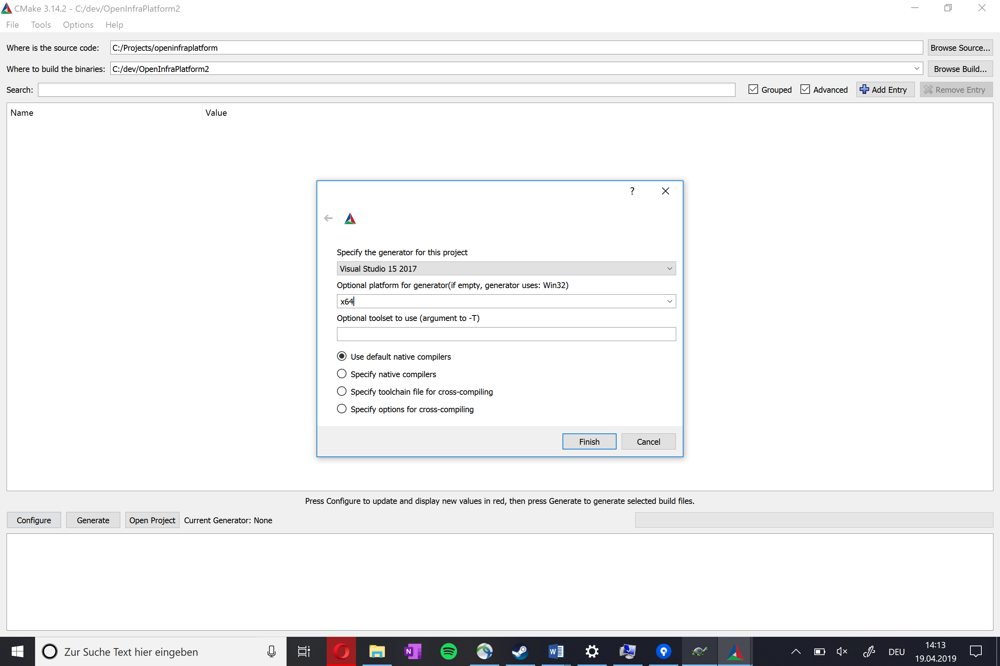 CMake 3.14.2 - C:/dev/OpenInfraPlatform2
File Tools Options Help
Where is the source code: C:/Projects/openinfraplatform Browse Source...
Where to build the binaries: C:/dev/OpenInfraPlatform2 Browse Build...
Search: Grouped Advanced Add Entry Remove Entry
Name Value
?
Specify the generator for this project
Visual Studio 15 2017
Optional platform for generator(if empty, generator uses: Win32)
x64
Optional toolset to use (argument to -T)
Use default native compilers
Specify native compilers
Specify toolchain file for cross-compiling
Specify options for cross-compiling
Finish Cancel
Press Configure to update and display new values in red, then press Generate to generate selected build files.
Configure Generate Open Project Current Generator: None
Zur Suche Text hier eingeben N W DEU 14:13
19.04.2019